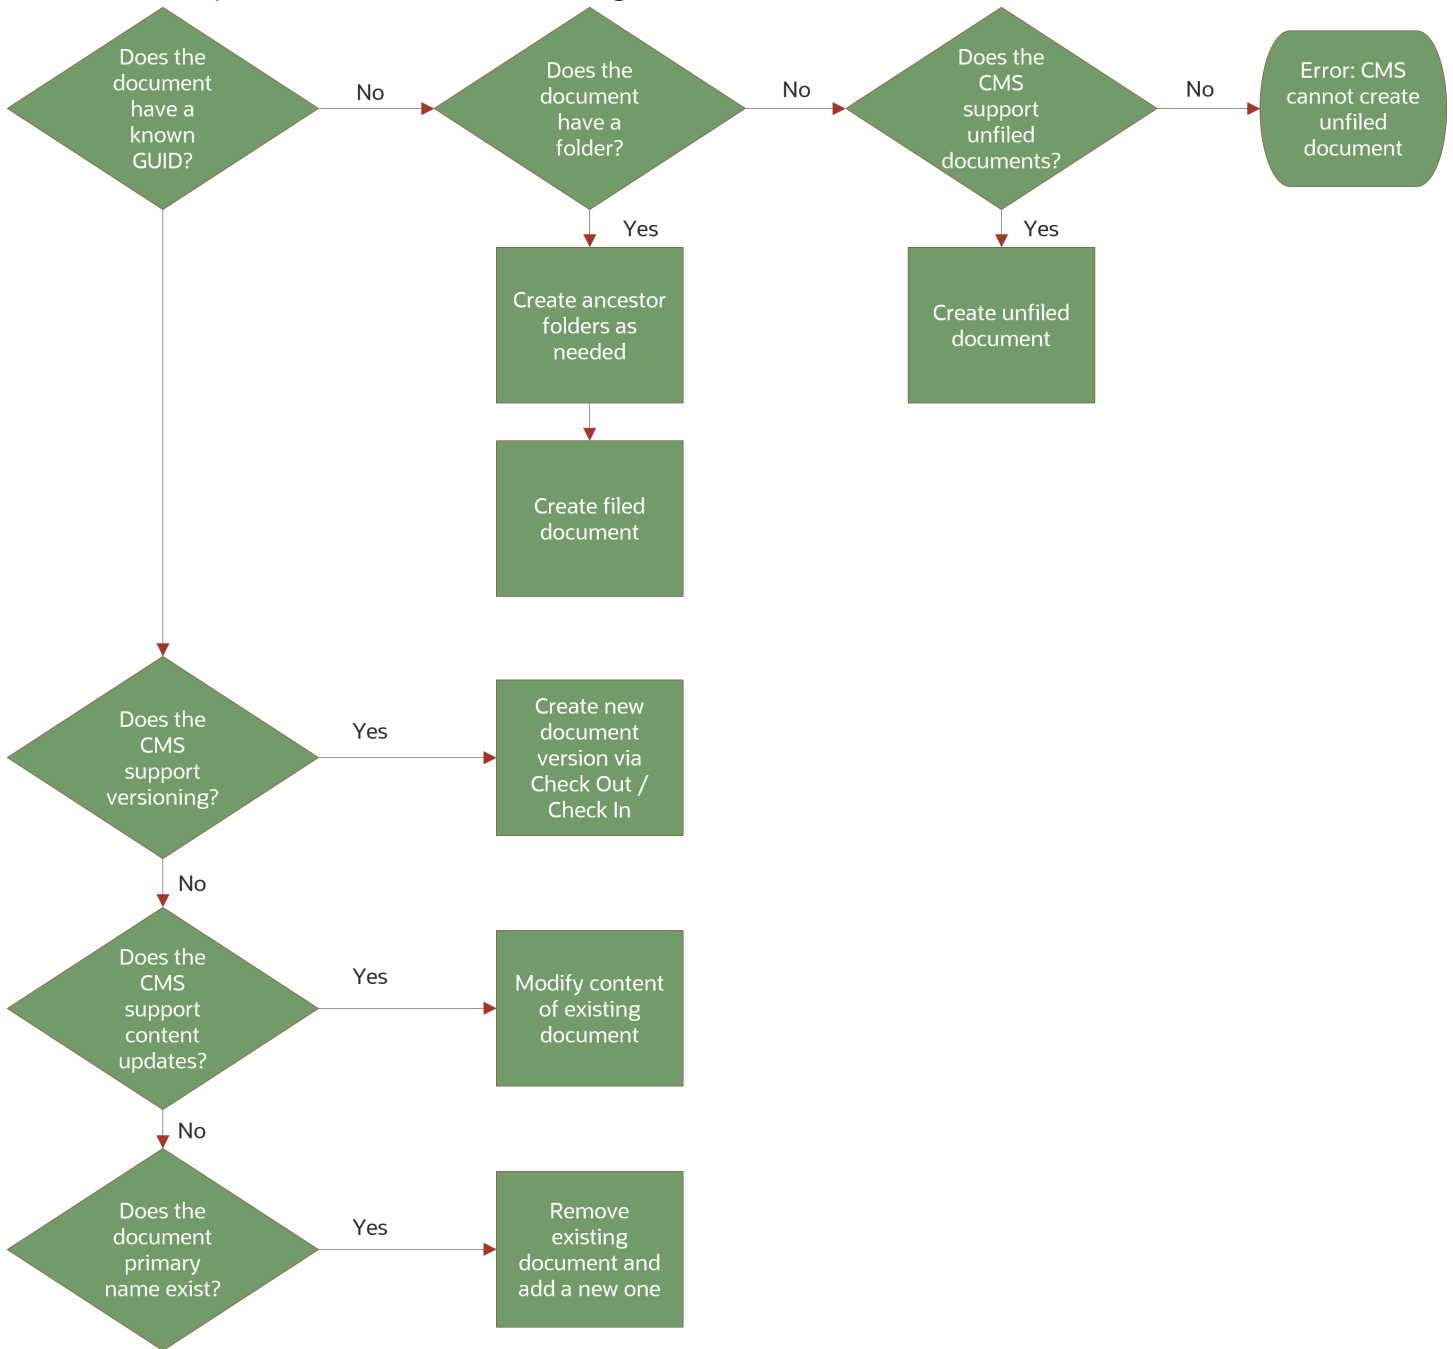 Does the
document
have a
known
GUID?
No
Does the
document
have a
folder?
No
Does the
CMS
support
unfiled
documents?
No
Error: CMS
cannot create
unfiled
document
Yes
Create ancestor
folders as
needed
Yes
Create unfiled
document
Create filed
document
Does the
CMS
support
versioning?
Yes
Create new
document
version via
Check Out /
Check In
No
Does the
CMS
support
content
updates?
Yes
Modify content
of existing
document
No
Does the
document
primary
name exist?
Yes
Remove
existing
document and
add a new one